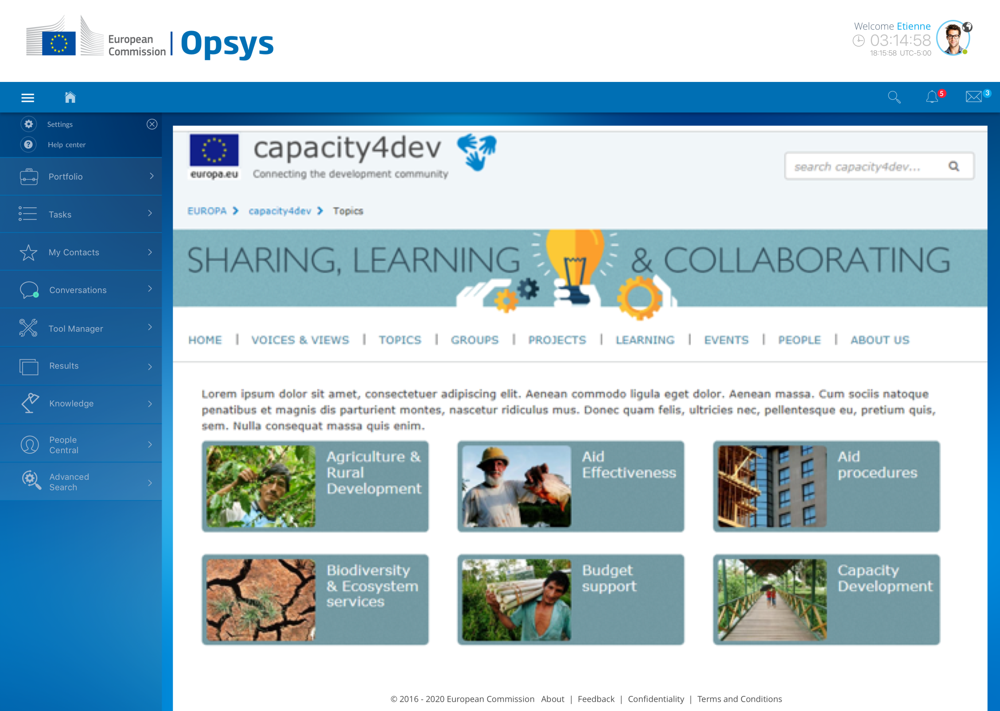 European
Commission
Opsys
Welcome Etienne
03:14:58
18:15:58 UTC-5:00
5
3
Settings
Help center
Portfolio
Tasks
My Contacts
Conversations
Tool Manager
Results
Knowledge
People
Central
Advanced
Search
capacity4dev
europa.eu
Connecting the development community
search capacity4dev...
EUROPA
capacity4dev
Topics
SHARING, LEARNING & COLLABORATING
HOME | VOICES & VIEWS | TOPICS | GROUPS | PROJECTS | LEARNING | EVENTS | PEOPLE | ABOUT US
Lorem ipsum dolor sit amet, consectetuer adipiscing elit. Aenean commodo ligula eget dolor. Aenean massa. Cum sociis natoque
penatibus et magnis dis parturient montes, nascetur ridiculus mus. Donec quam felis, ultricies nec, pellentesque eu, pretium quis,
sem. Nulla consequat massa quis enim.
Agriculture &
Rural
Development
Aid
Effectiveness
Aid
procedures
Biodiversity
& Ecosystem
services
Budget
support
Capacity
Development
© 2016 - 2020 European Commission About | Feedback | Confidentiality | Terms and Conditions